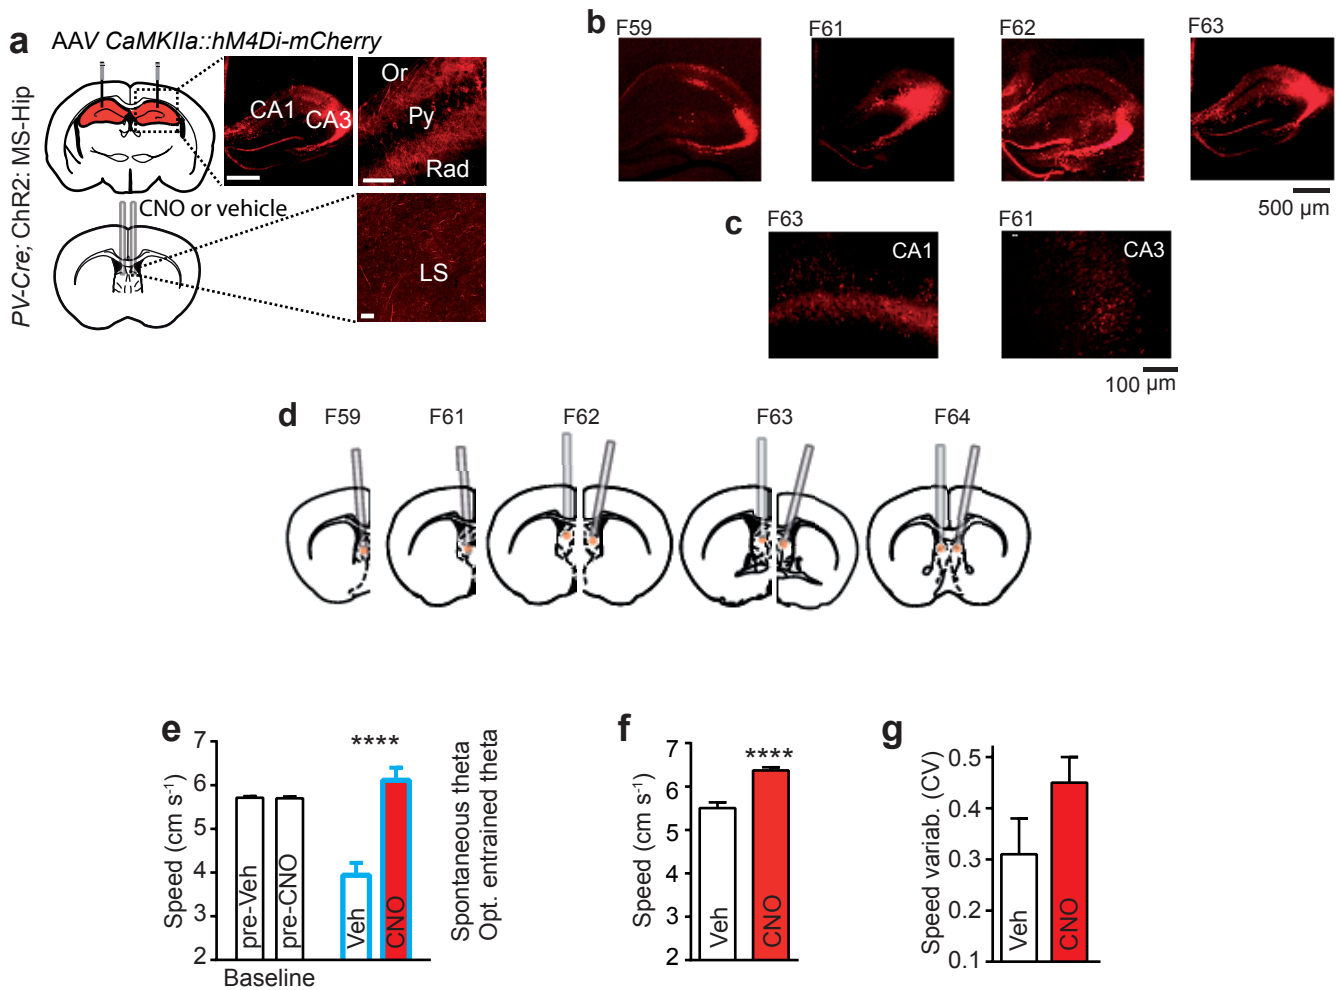 a
AAV CaMKIIa::hM4Di-mCherry
PV-Cre; ChR2: MS-Hip
CA1
CA3
Or
Py
Rad
CNO or vehicle
LS
b
F59
F61
F62
F63
500 µm
c
F63
CA1
F61
CA3
100 µm
d
F59
F61
F62
F63
F64
e
Speed (cm s-1)
7
6
5
4
3
2
****
pre-Veh
pre-CNO
Veh
CNO
Baseline
Spontaneous theta
Opt. entrained theta
f
Speed (cm s-1)
7
6
5
4
3
2
****
Veh
CNO
g
Speed variab. (CV)
0.5
0.4
0.3
0.2
0.1
Veh
CNO